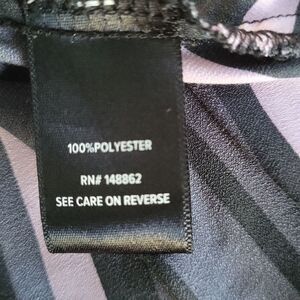 100%POLYESTER
RN# 148862
SEE CARE ON REVERSE